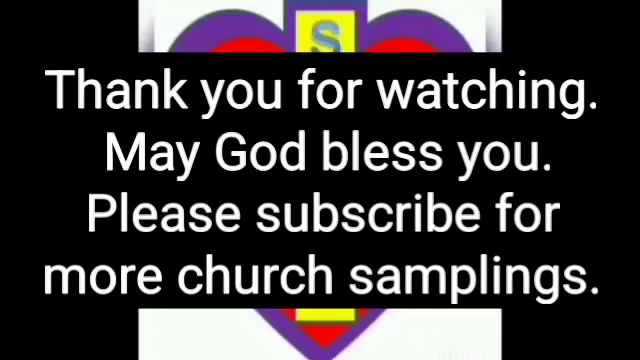 S
Thank you for watching.
May God bless you.
Please subscribe for
more church samplings.